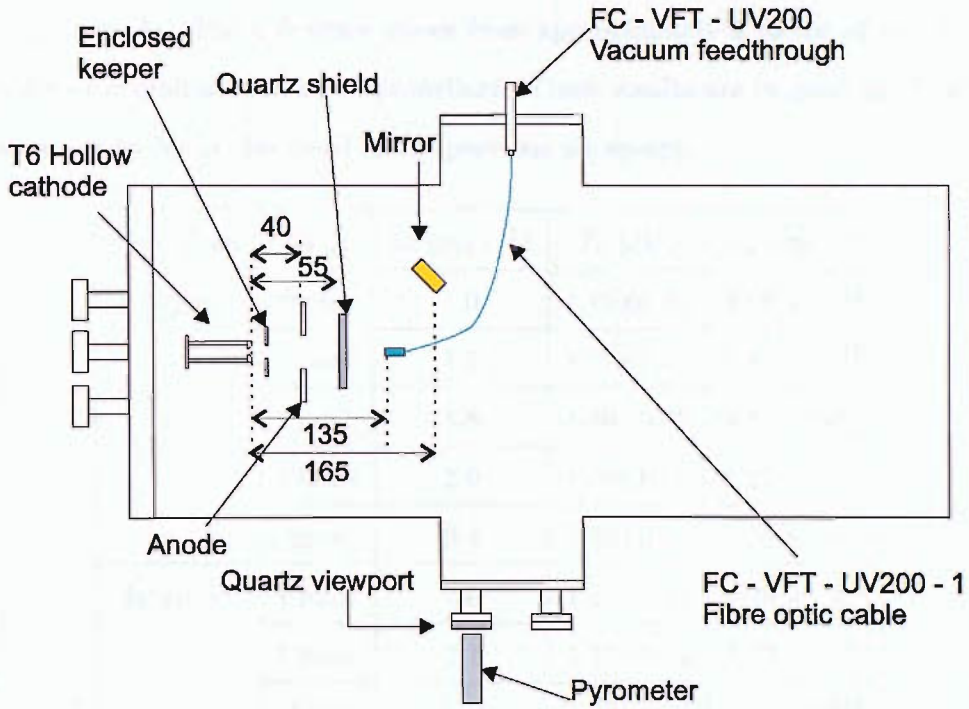 FC - VFT - UV200
Vacuum feedthrough
Enclosed
keeper
Quartz shield
Mirror
T6 Hollow
cathode
40
55
135
165
Anode
Quartz viewport
FC - VFT - UV200 - 1
Fibre optic cable
Pyrometer